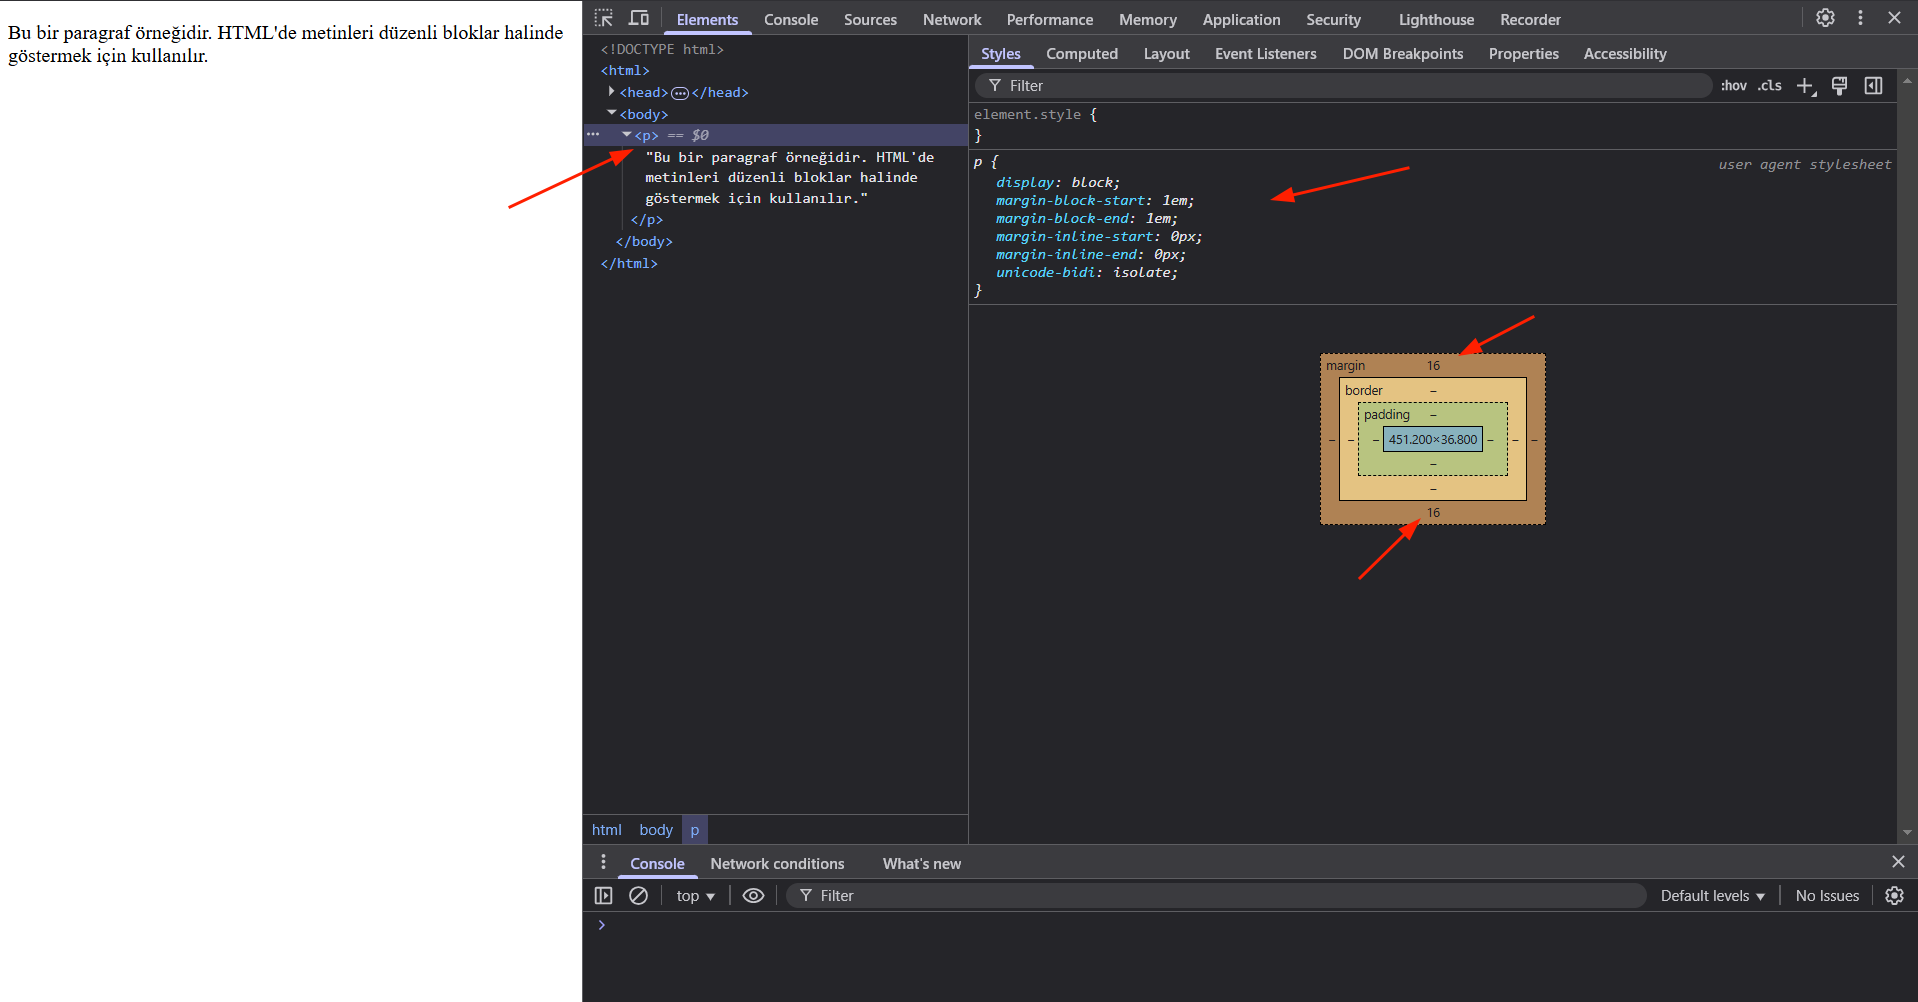 Bu bir paragraf örneğidir. HTML'de metinleri düzenli bloklar halinde
göstermek için kullanılır.
Elements Console Sources Network Performance Memory Application Security Lighthouse Recorder
<!DOCTYPE html>
<html>
<head> ··· </head>
<body>
··· <p> == $0
"Bu bir paragraf örneğidir. HTML'de
metinleri düzenli bloklar halinde
göstermek için kullanılır."
</p>
</body>
</html>
html body p
Styles Computed Layout Event Listeners DOM Breakpoints Properties Accessibility
Filter :hov .cls
element.style {
}
p { user agent stylesheet
display: block;
margin-block-start: 1em;
margin-block-end: 1em;
margin-inline-start: 0px;
margin-inline-end: 0px;
unicode-bidi: isolate;
}
margin 16
border –
padding –
– – – 451.200×36.800 – – –
–
–
16
Console Network conditions What's new
top ▼ Filter Default levels ▼ No Issues